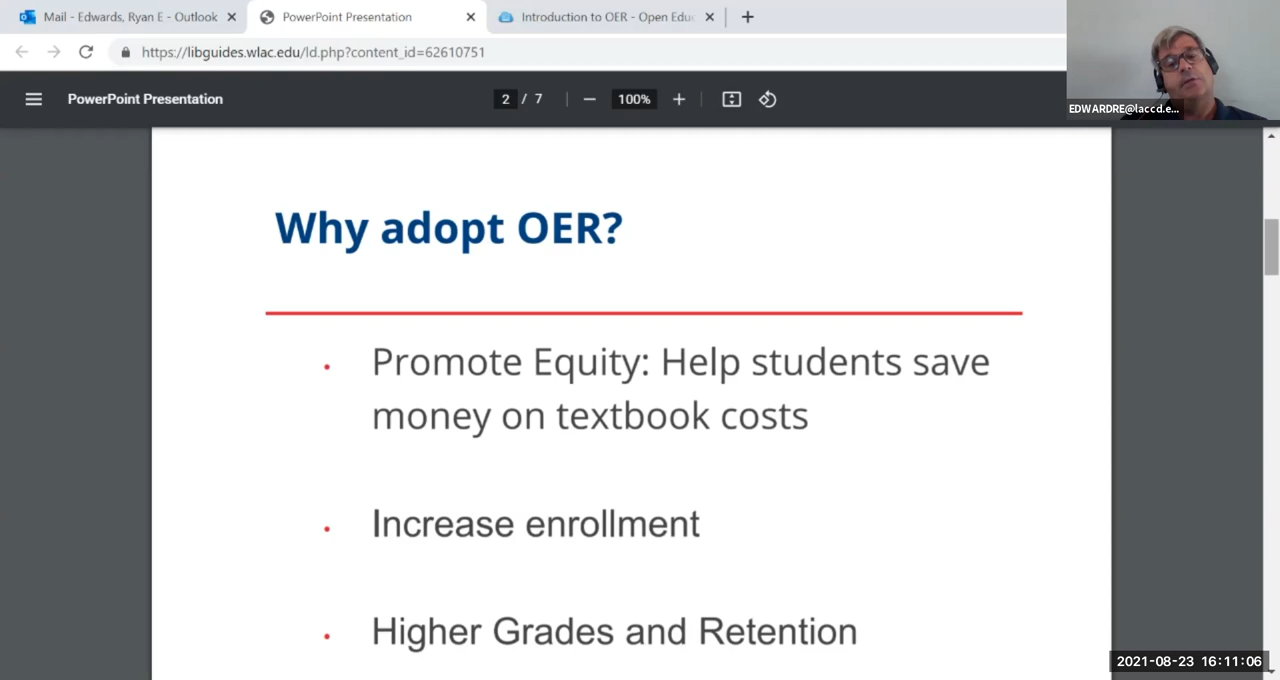 Mail - Edwards, Ryan E - Outlook
PowerPoint Presentation
Introduction to OER - Open Edu
https://libguides.wlac.edu/ld.php?content_id=62610751
EDWARDRE@laccd.e...
PowerPoint Presentation
2 / 7
100%
Why adopt OER?
• Promote Equity: Help students save
money on textbook costs
• Increase enrollment
• Higher Grades and Retention
2021-08-23 16:11:06